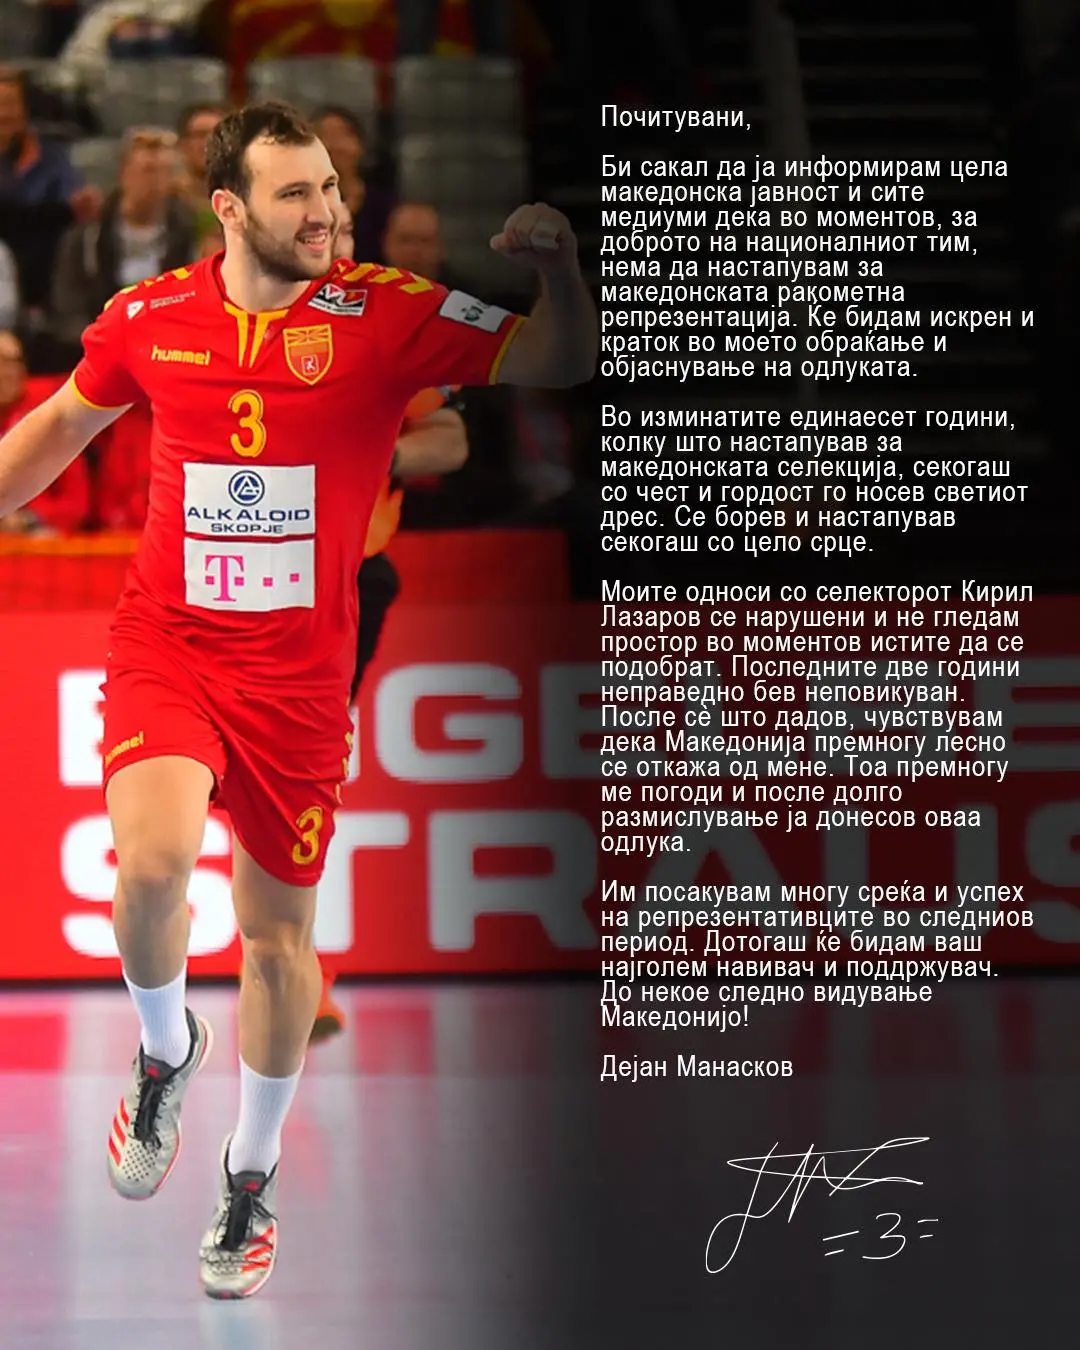 Почитувани,
Би сакал да ја информирам цела
македонска јавност и сите
медиуми дека во моментов, за
доброто на националниот тим,
нема да настапувам за
македонската ракометна
репрезентација. Ќе бидам искрен и
краток во моето обраќање и
објаснување на одлуката.
Во изминатите единаесет години,
колку што настапував за
македонската селекција, секогаш
со чест и гордост го носев светиот
дрес. Се борев и настапував
секогаш со цело срце.
Моите односи со селекторот Кирил
Лазаров се нарушени и не гледам
простор во моментов истите да се
подобрат. Последните две години
неправедно бев неповикуван.
После сѐ што дадов, чувствувам
дека Македонија премногу лесно
се откажа од мене. Тоа премногу
ме погоди и после долго
размислување ја донесов оваа
одлука.
Им посакувам многу среќа и успех
на репрезентативците во следниов
период. Дотогаш ќе бидам ваш
најголем навивач и поддржувач.
До некое следно видување
Македонијо!
Дејан Манасков
=3=
hummel
3
ALKALOID
SKOPJE
T
hummel
3